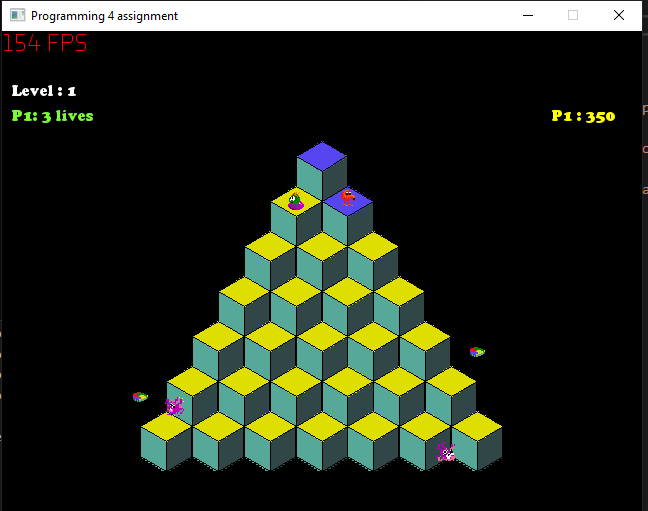 Programming 4 assignment
154 FPS
Level : 1
P1: 3 lives
P1 : 350